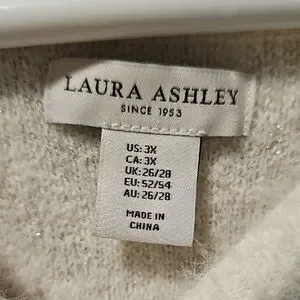 LAURA ASHLEY
SINCE 1953
US: 3X
CA: 3X
UK: 26/28
EU: 52/54
AU: 26/28
MADE IN
CHINA